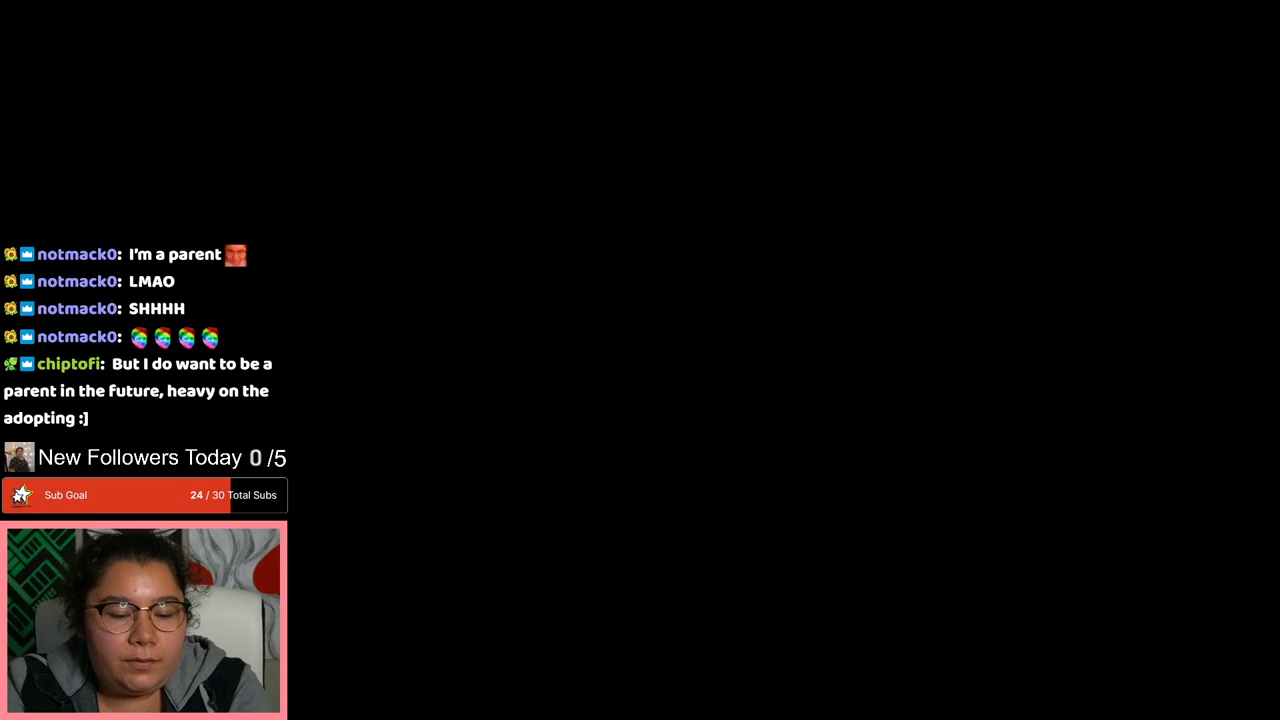 notmack0: I'm a parent
notmack0: LMAO
notmack0: SHHHH
notmack0:
chiptofi: But I do want to be a
parent in the future, heavy on the
adopting :]
New Followers Today 0 /5
Sub Goal 24 / 30 Total Subs